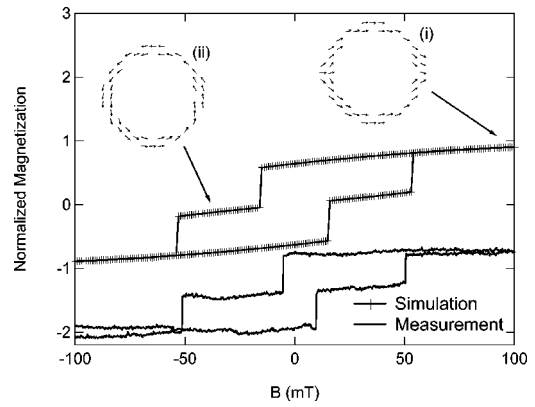 3
2
1
0
-1
-2
Normalized Magnetization
(ii)
(i)
Simulation
Measurement
-100
-50
0
50
100
B (mT)